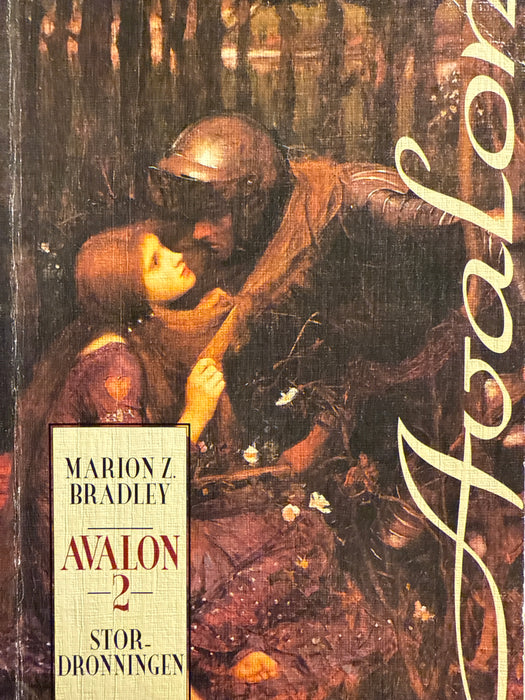 Avalon
MARION Z.
BRADLEY
AVALON
—2—
STOR-
DRONNINGEN